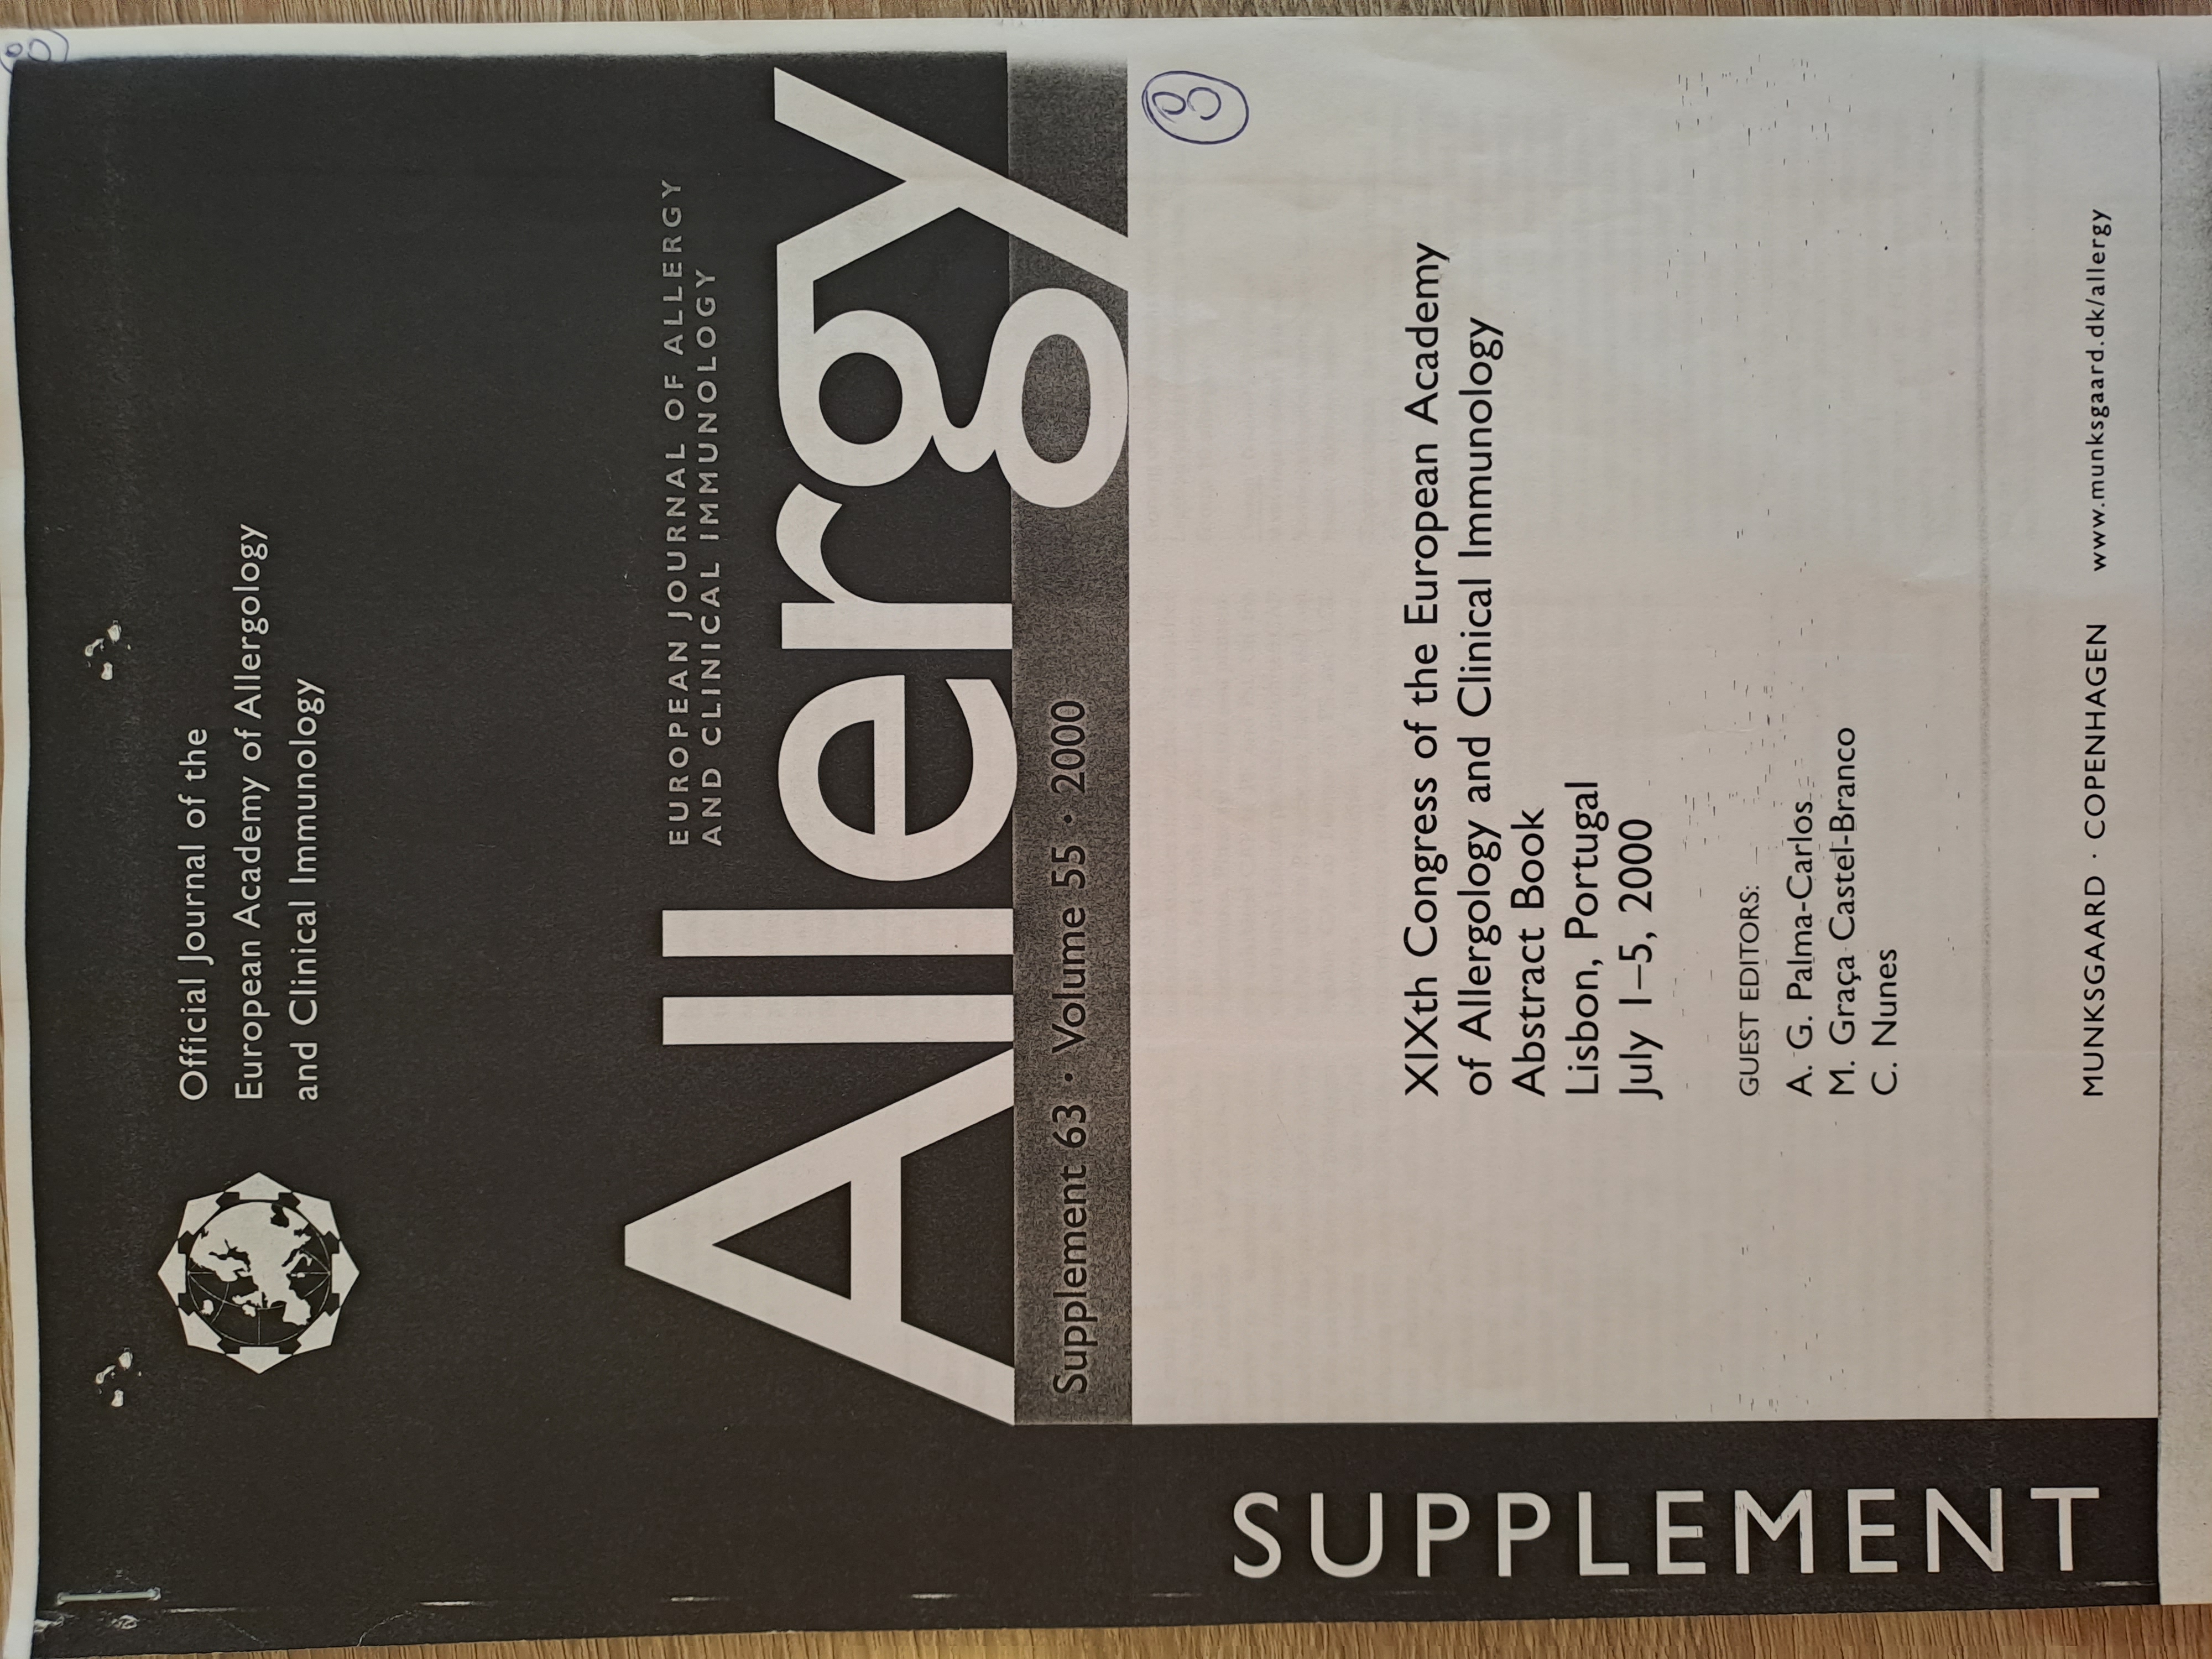 Official Journal of the
European Academy of Allergology
and Clinical Immunology
EUROPEAN JOURNAL OF ALLERGY
AND CLINICAL IMMUNOLOGY
Allergy
Supplement 63 · Volume 55 · 2000
8
XIXth Congress of the European Academy
of Allergology and Clinical Immunology
Abstract Book
Lisbon, Portugal
July 1–5, 2000
GUEST EDITORS:
A. G. Palma-Carlos
M. Graça Castel-Branco
C. Nunes
MUNKSGAARD · COPENHAGEN www.munksgaard.dk/allergy
SUPPLEMENT